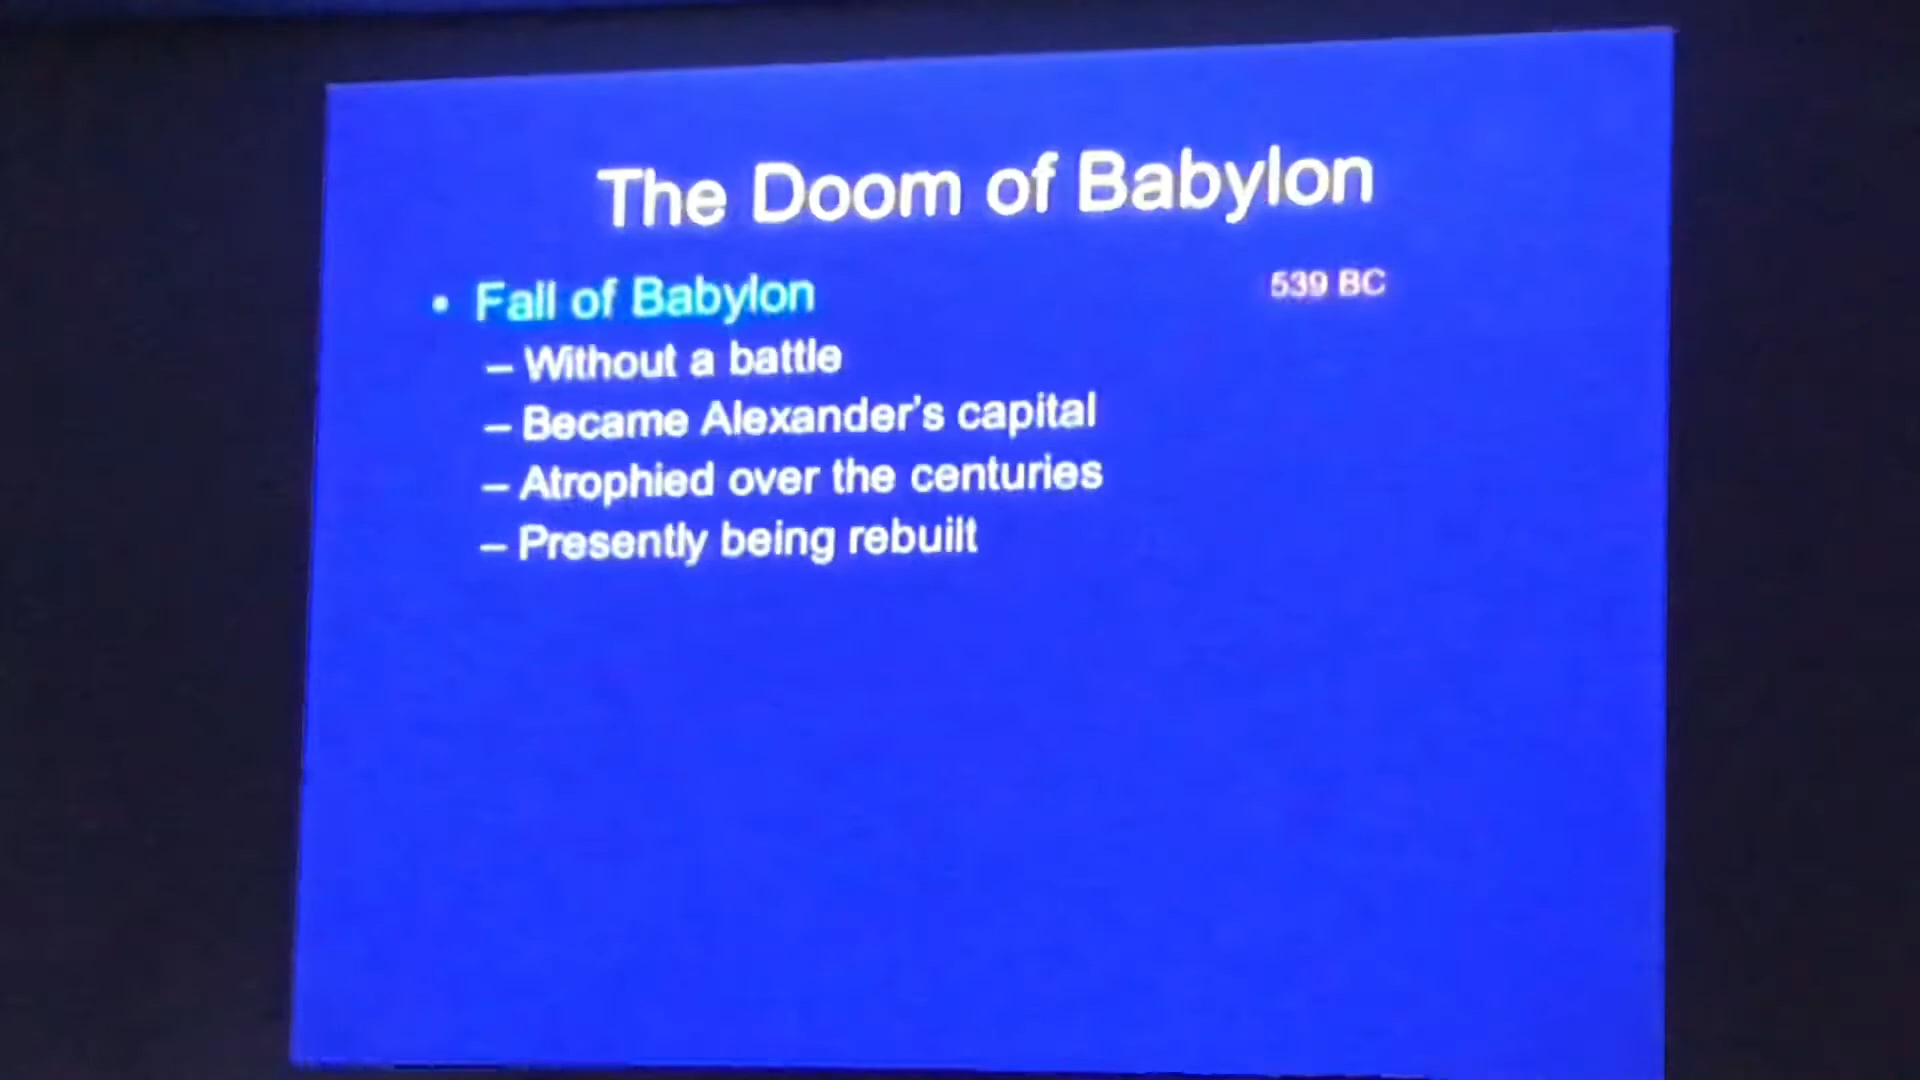 The Doom of Babylon
• Fall of Babylon 539 BC
– Without a battle
– Became Alexander's capital
– Atrophied over the centuries
– Presently being rebuilt